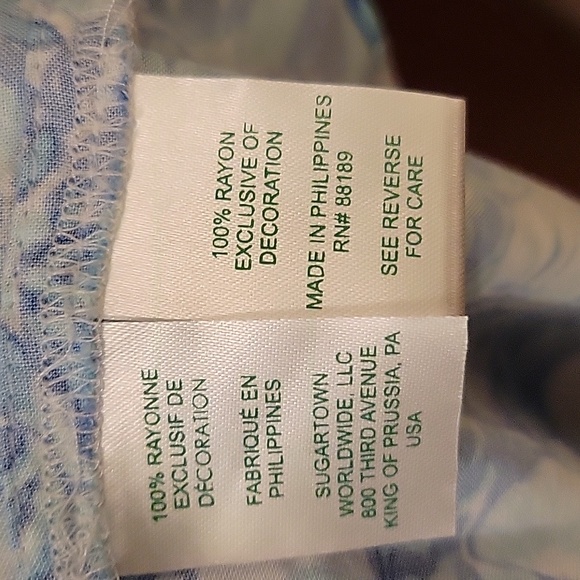 100% RAYON
EXCLUSIVE OF
DECORATION
MADE IN PHILIPPINES
RN# 88189
SEE REVERSE
FOR CARE
100% RAYONNE
EXCLUSIF DE
DÉCORATION
FABRIQUÉ EN
PHILIPPINES
SUGARTOWN
WORLDWIDE, LLC
800 THIRD AVENUE
KING OF PRUSSIA, PA
USA